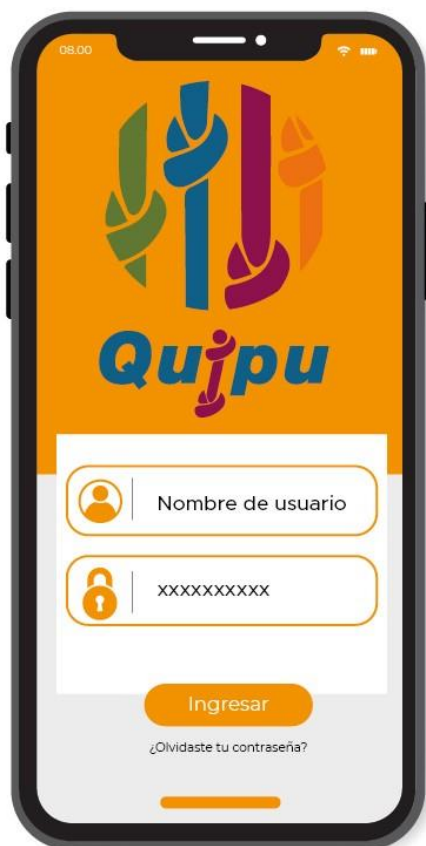 08.00
Quipu
Nombre de usuario
xxxxxxxxxx
Ingresar
¿Olvidaste tu contraseña?